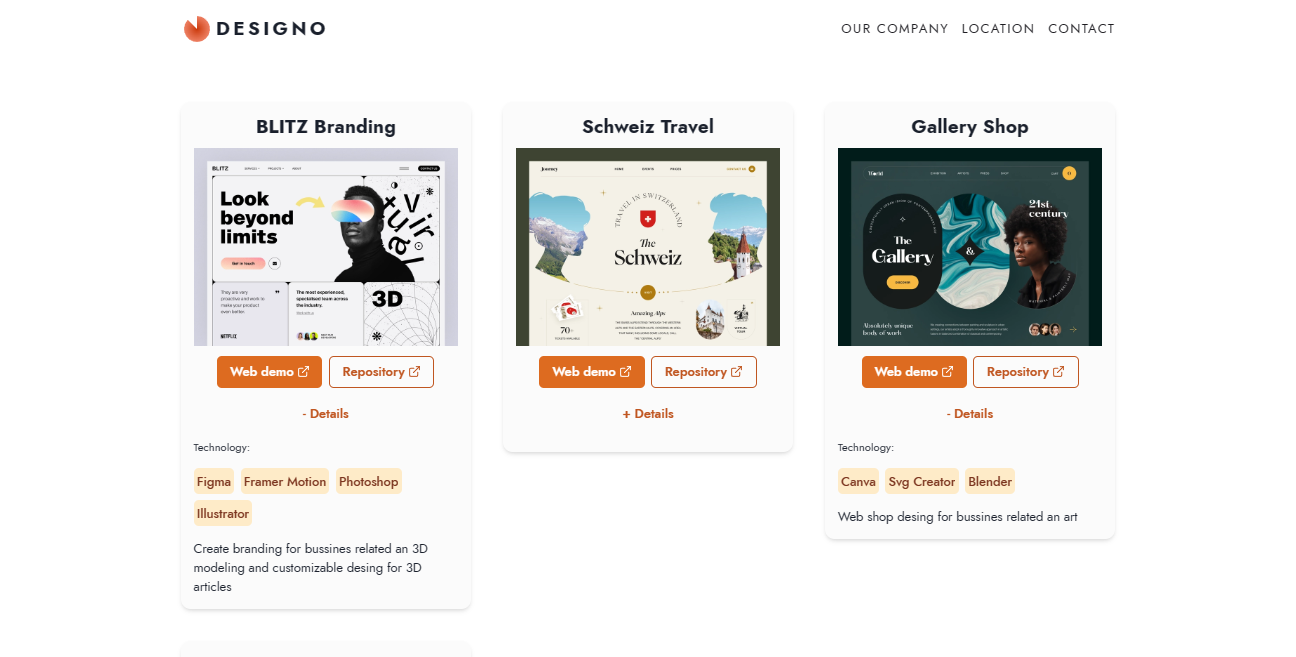 DESIGNO
OUR COMPANY LOCATION CONTACT
BLITZ Branding
BLITZ
Look
beyond
limits
Get in touch
virtual
They are very
proactive and work to
make your product
even better.
NETFLIX
The most experienced,
specialised team across
the industry.
3D
Web demo
Repository
- Details
Technology:
Figma Framer Motion Photoshop
Illustrator
Create branding for bussines related an 3D
modeling and customizable desing for 3D
articles
Schweiz Travel
Journey
TRAVEL IN SWITZERLAND
The
Schweiz
Amazing Alps
70+
Web demo
Repository
+ Details
Gallery Shop
World
21st.
century
The
Gallery
&
Absolutely unique
body of work
Web demo
Repository
- Details
Technology:
Canva Svg Creator Blender
Web shop desing for bussines related an art